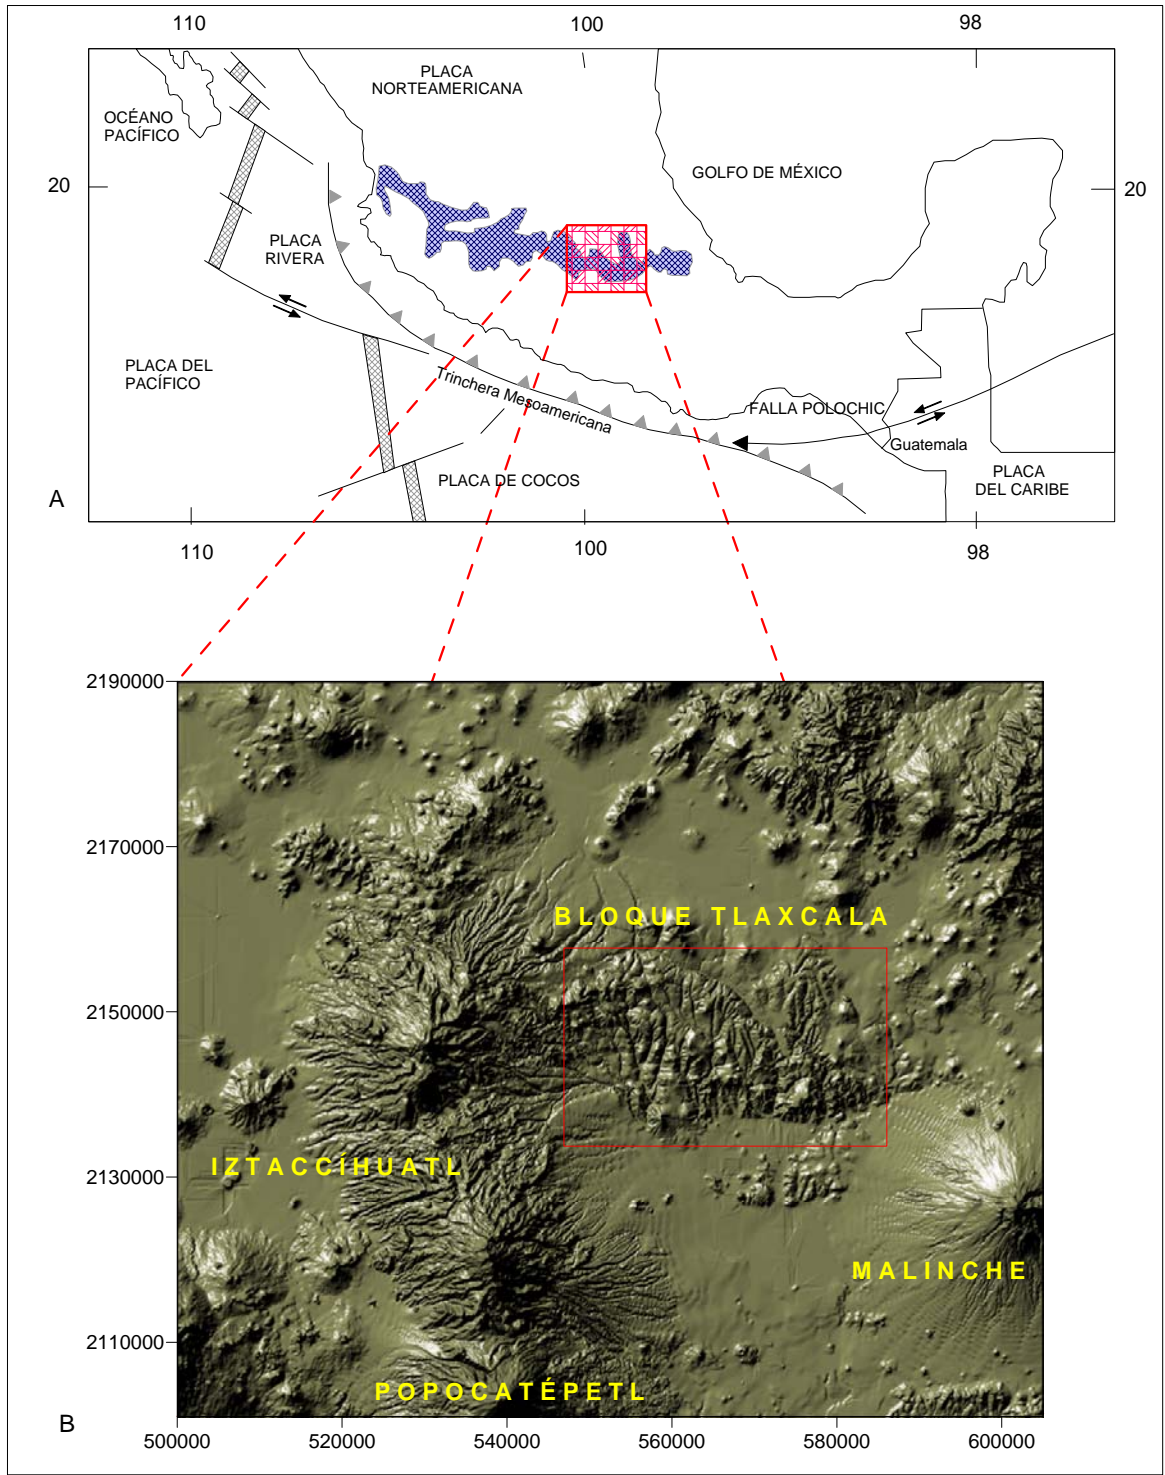 110
100
98
PLACA
NORTEAMERICANA
OCÉANO
PACÍFICO
GOLFO DE MÉXICO
20
20
PLACA
RIVERA
PLACA DEL
PACÍFICO
Trinchera Mesoamericana
FALLA POLOCHIC
Guatemala
PLACA
DEL CARIBE
PLACA DE COCOS
A
110
100
98
2190000
2170000
BLOQUE TLAXCALA
2150000
IZTACCÍHUATL
2130000
MALINCHE
2110000
POPOCATÉPETL
B
500000
520000
540000
560000
580000
600000